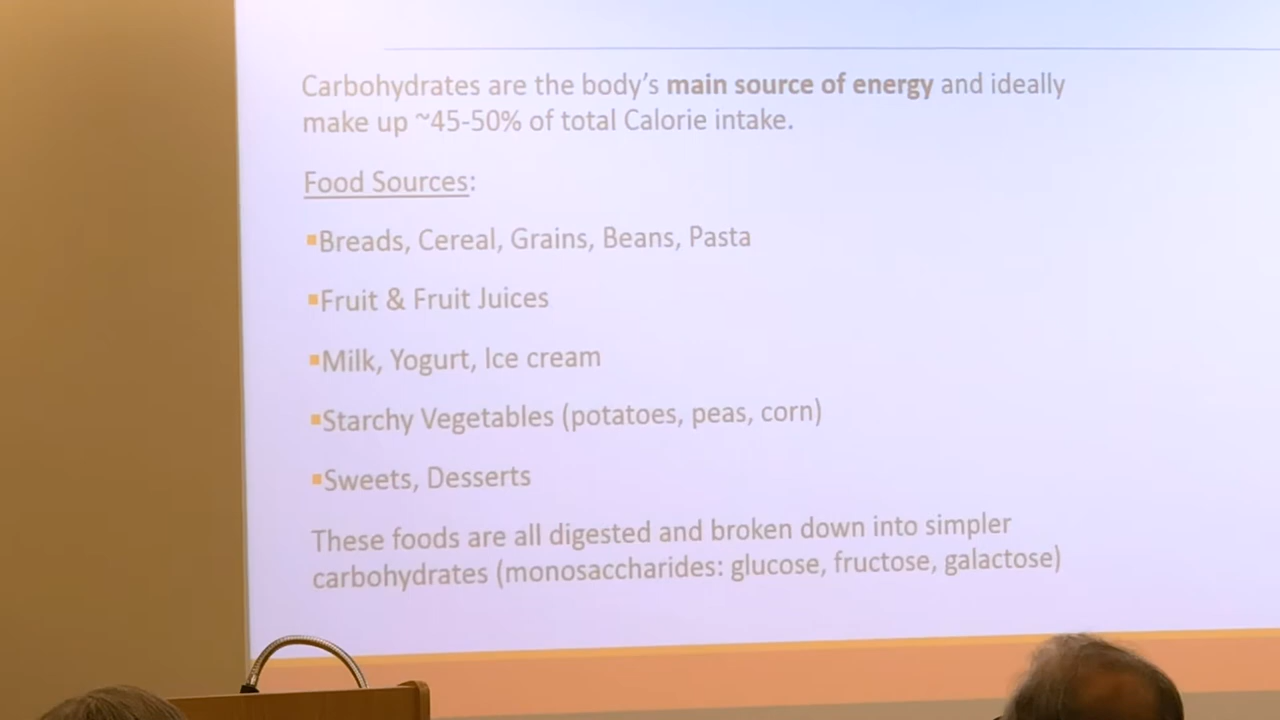 Carbohydrates are the body's main source of energy and ideally
make up ~45-50% of total Calorie intake.
Food Sources:
▪Breads, Cereal, Grains, Beans, Pasta
▪Fruit & Fruit Juices
▪Milk, Yogurt, Ice cream
▪Starchy Vegetables (potatoes, peas, corn)
▪Sweets, Desserts
These foods are all digested and broken down into simpler
carbohydrates (monosaccharides: glucose, fructose, galactose)